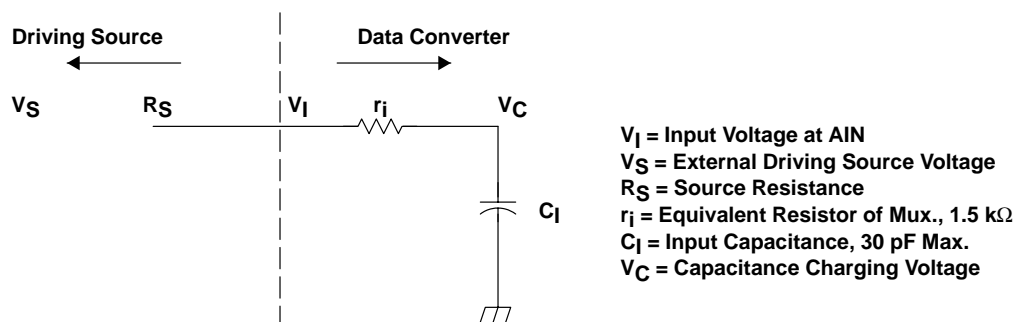 Driving Source
Data Converter
VS
RS
VI
ri
VC
CI
VI = Input Voltage at AIN
VS = External Driving Source Voltage
RS = Source Resistance
ri = Equivalent Resistor of Mux., 1.5 kΩ
CI = Input Capacitance, 30 pF Max.
VC = Capacitance Charging Voltage